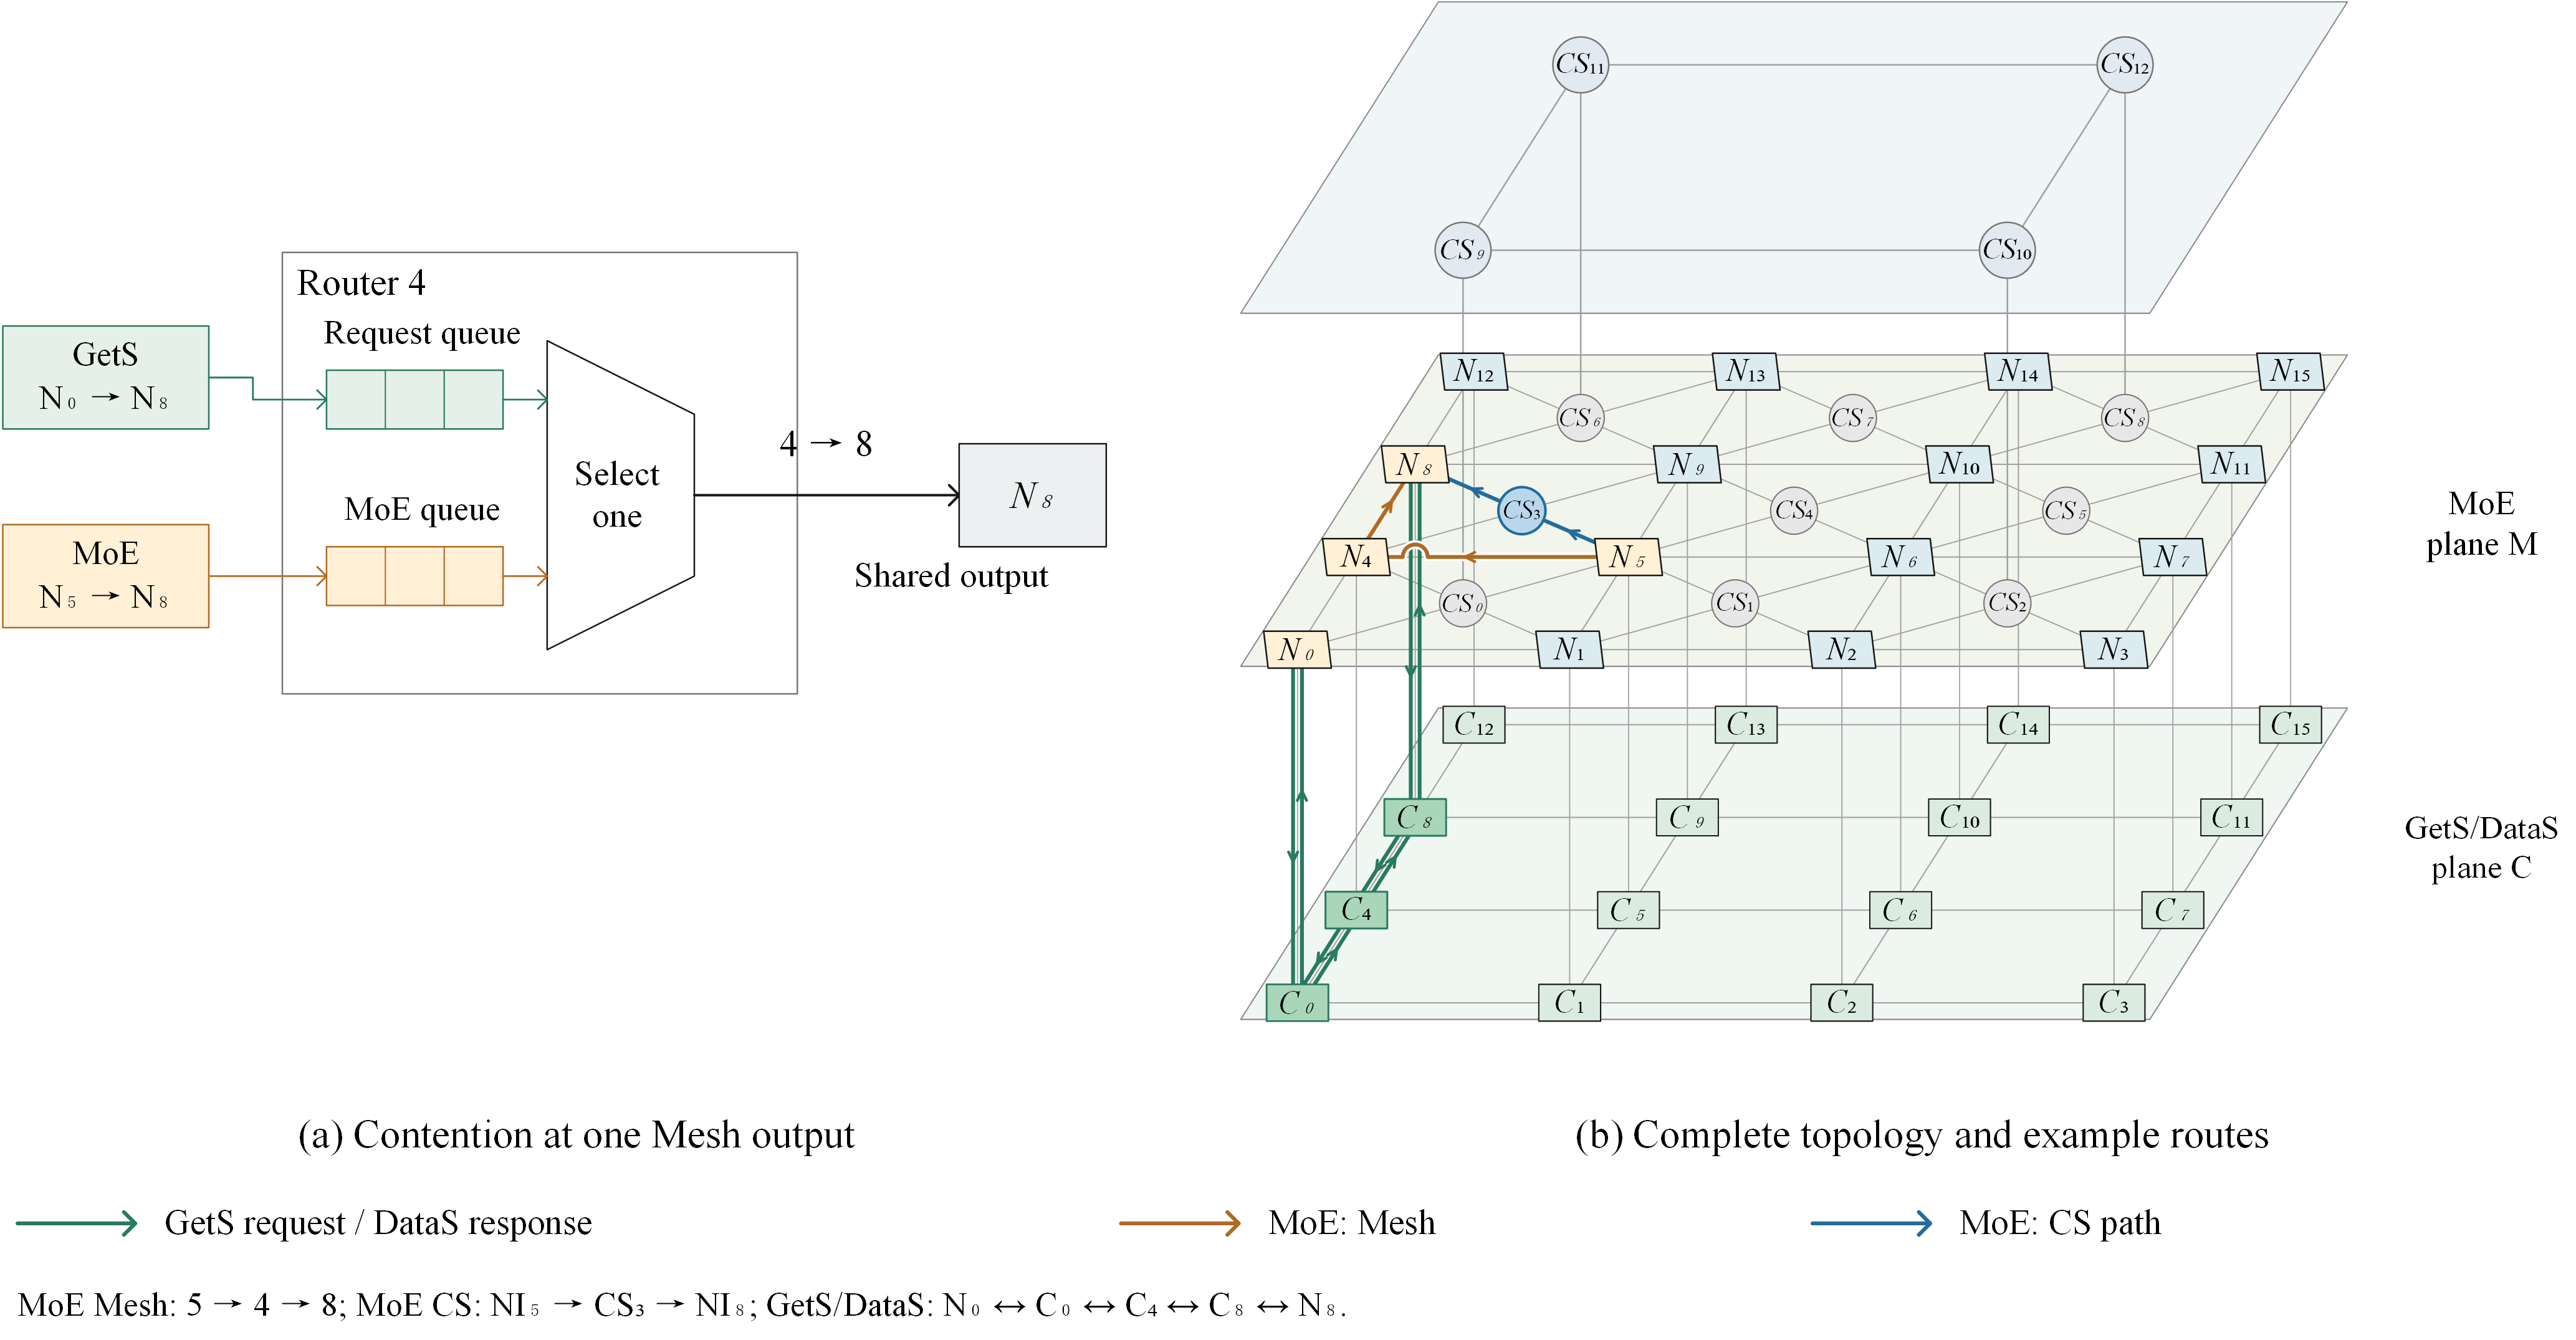 Router 4
GetS
N₀ → N₈
Request queue
MoE
N₅ → N₈
MoE queue
Select
one
4 → 8
N₈
Shared output
CS₁₁
CS₁₂
CS₉
CS₁₀
N₁₂
N₁₃
N₁₄
N₁₅
CS₆
CS₇
CS₈
N₈
N₉
N₁₀
N₁₁
CS₃
CS₄
CS₅
N₄
N₅
N₆
N₇
CS₀
CS₁
CS₂
N₀
N₁
N₂
N₃
MoE
plane M
C₁₂
C₁₃
C₁₄
C₁₅
C₈
C₉
C₁₀
C₁₁
C₄
C₅
C₆
C₇
C₀
C₁
C₂
C₃
GetS/DataS
plane C
(a) Contention at one Mesh output
(b) Complete topology and example routes
GetS request / DataS response
MoE: Mesh
MoE: CS path
MoE Mesh: 5 → 4 → 8; MoE CS: NI₅ → CS₃ → NI₈; GetS/DataS: N₀ ↔ C₀ ↔ C₄ ↔ C₈ ↔ N₈.